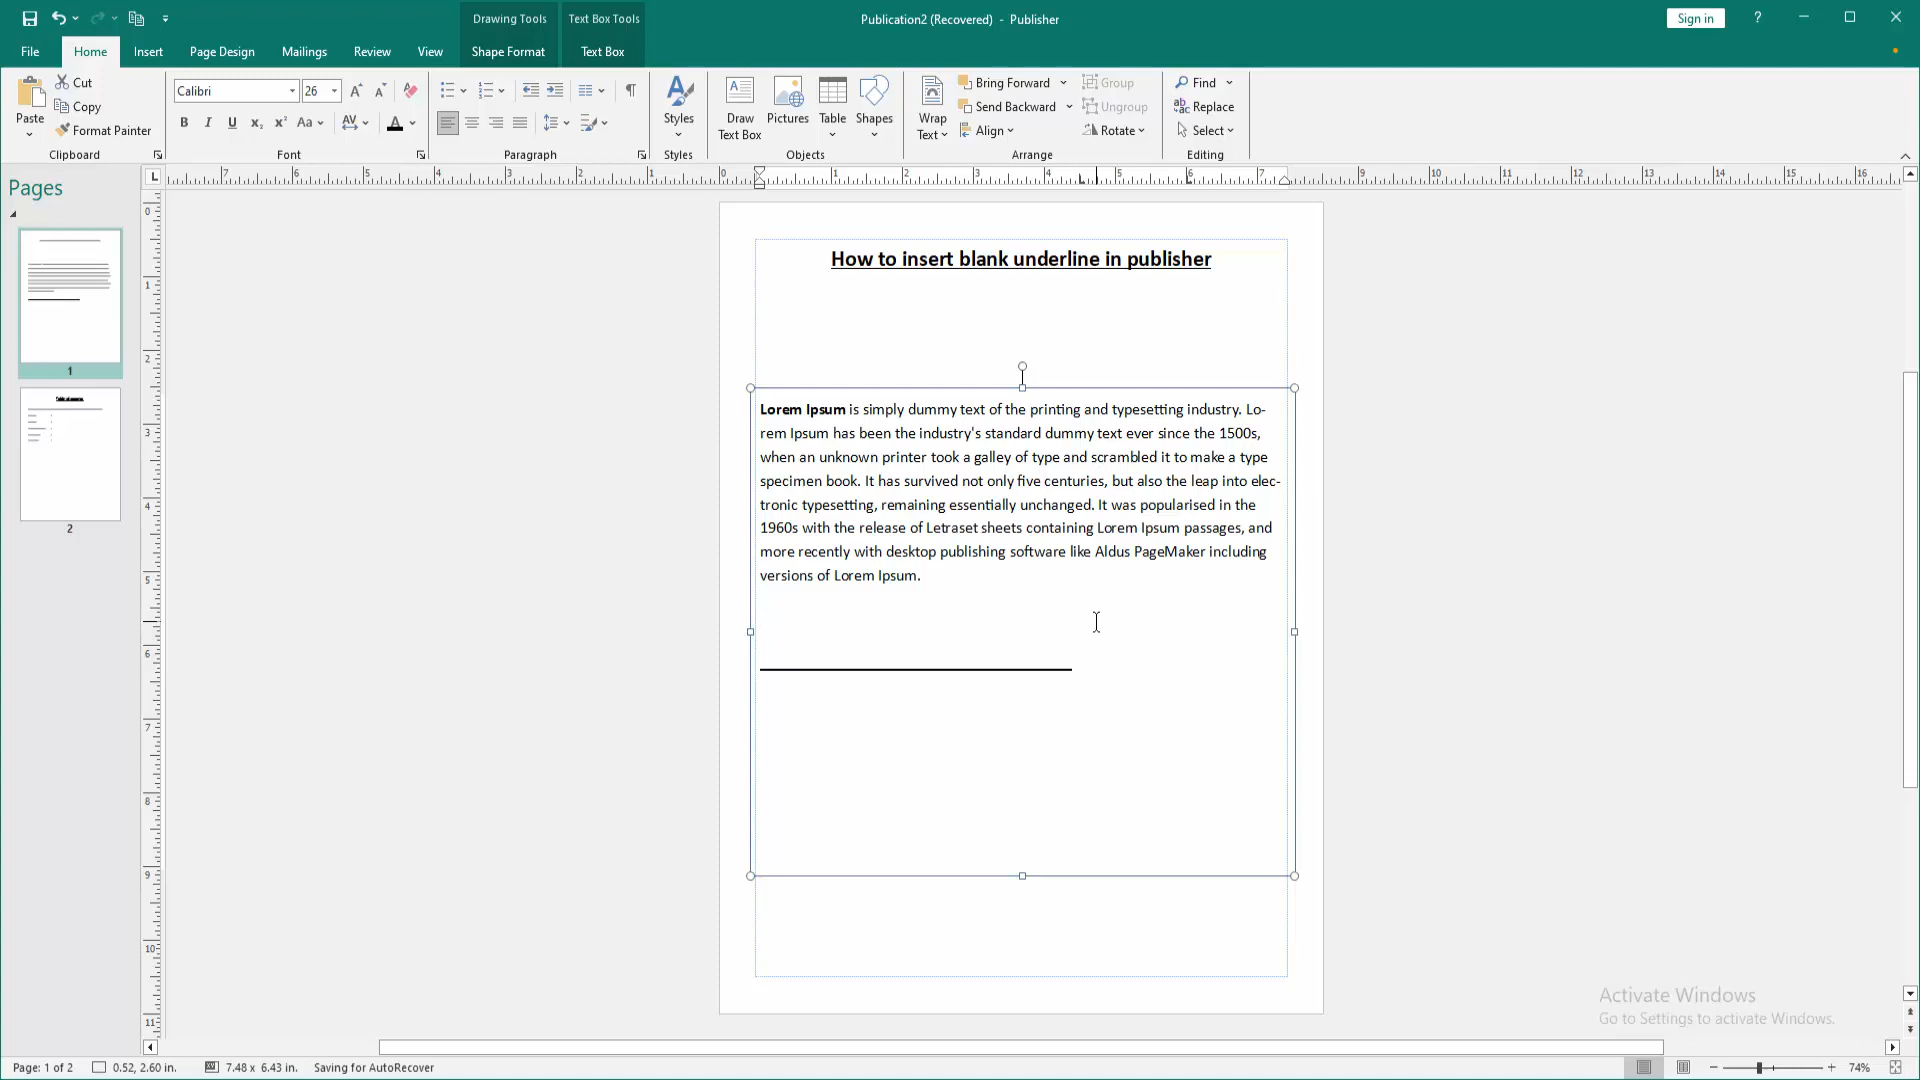 Drawing Tools
Text Box Tools
Publication2 (Recovered) - Publisher
Sign in
?
File
Home
Insert
Page Design
Mailings
Review
View
Shape Format
Text Box
Paste
Cut
Copy
Format Painter
Clipboard
Calibri
26
Font
Paragraph
Styles
Styles
Draw
Text Box
Pictures
Table
Shapes
Objects
Wrap
Text
Bring Forward
Send Backward
Align
Group
Ungroup
Rotate
Arrange
Find
Replace
Select
Editing
Pages
1
2
How to insert blank underline in publisher
Lorem Ipsum is simply dummy text of the printing and typesetting industry. Lo-
rem Ipsum has been the industry's standard dummy text ever since the 1500s,
when an unknown printer took a galley of type and scrambled it to make a type
specimen book. It has survived not only five centuries, but also the leap into elec-
tronic typesetting, remaining essentially unchanged. It was popularised in the
1960s with the release of Letraset sheets containing Lorem Ipsum passages, and
more recently with desktop publishing software like Aldus PageMaker including
versions of Lorem Ipsum.
Activate Windows
Go to Settings to activate Windows.
Page: 1 of 2
0.52, 2.60 in.
7.48 x 6.43 in.
Saving for AutoRecover
74%